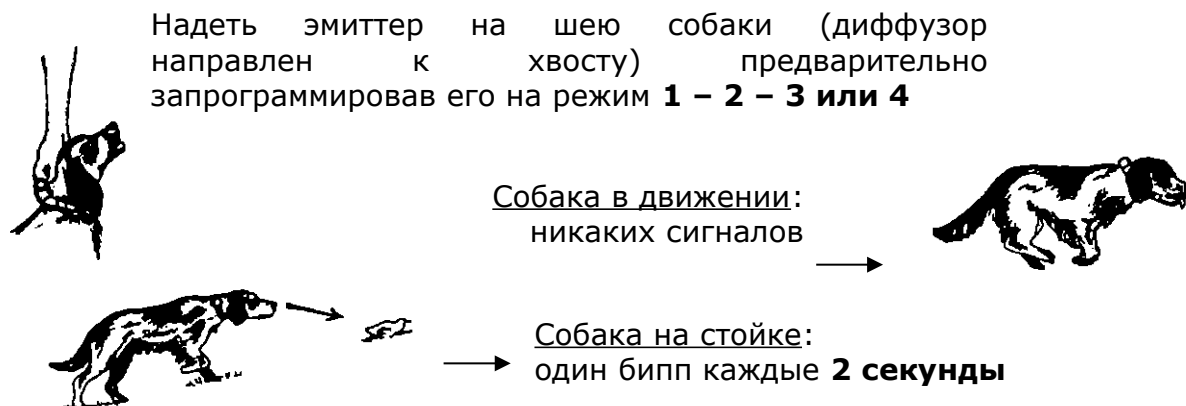 Надеть эмиттер на шею собаки (диффузор
направлен к хвосту) предварительно
запрограммировав его на режим 1 – 2 – 3 или 4
Собака в движении:
никаких сигналов
Собака на стойке:
один бипп каждые 2 секунды